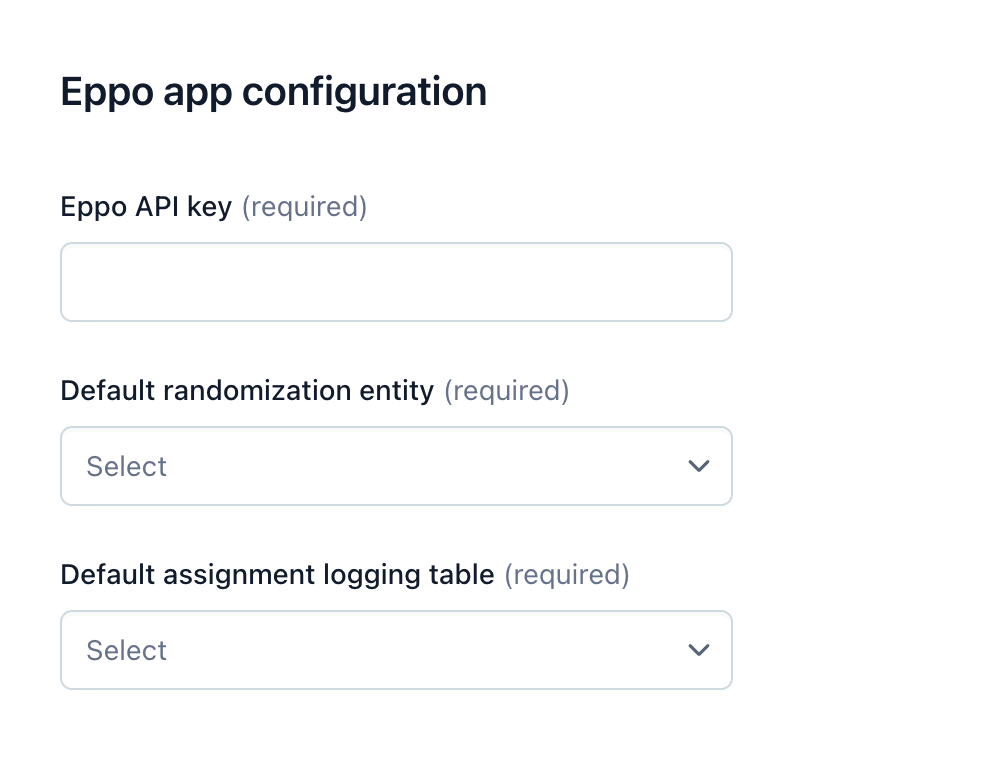 Eppo app configuration
Eppo API key (required)
Default randomization entity (required)
Select
Default assignment logging table (required)
Select